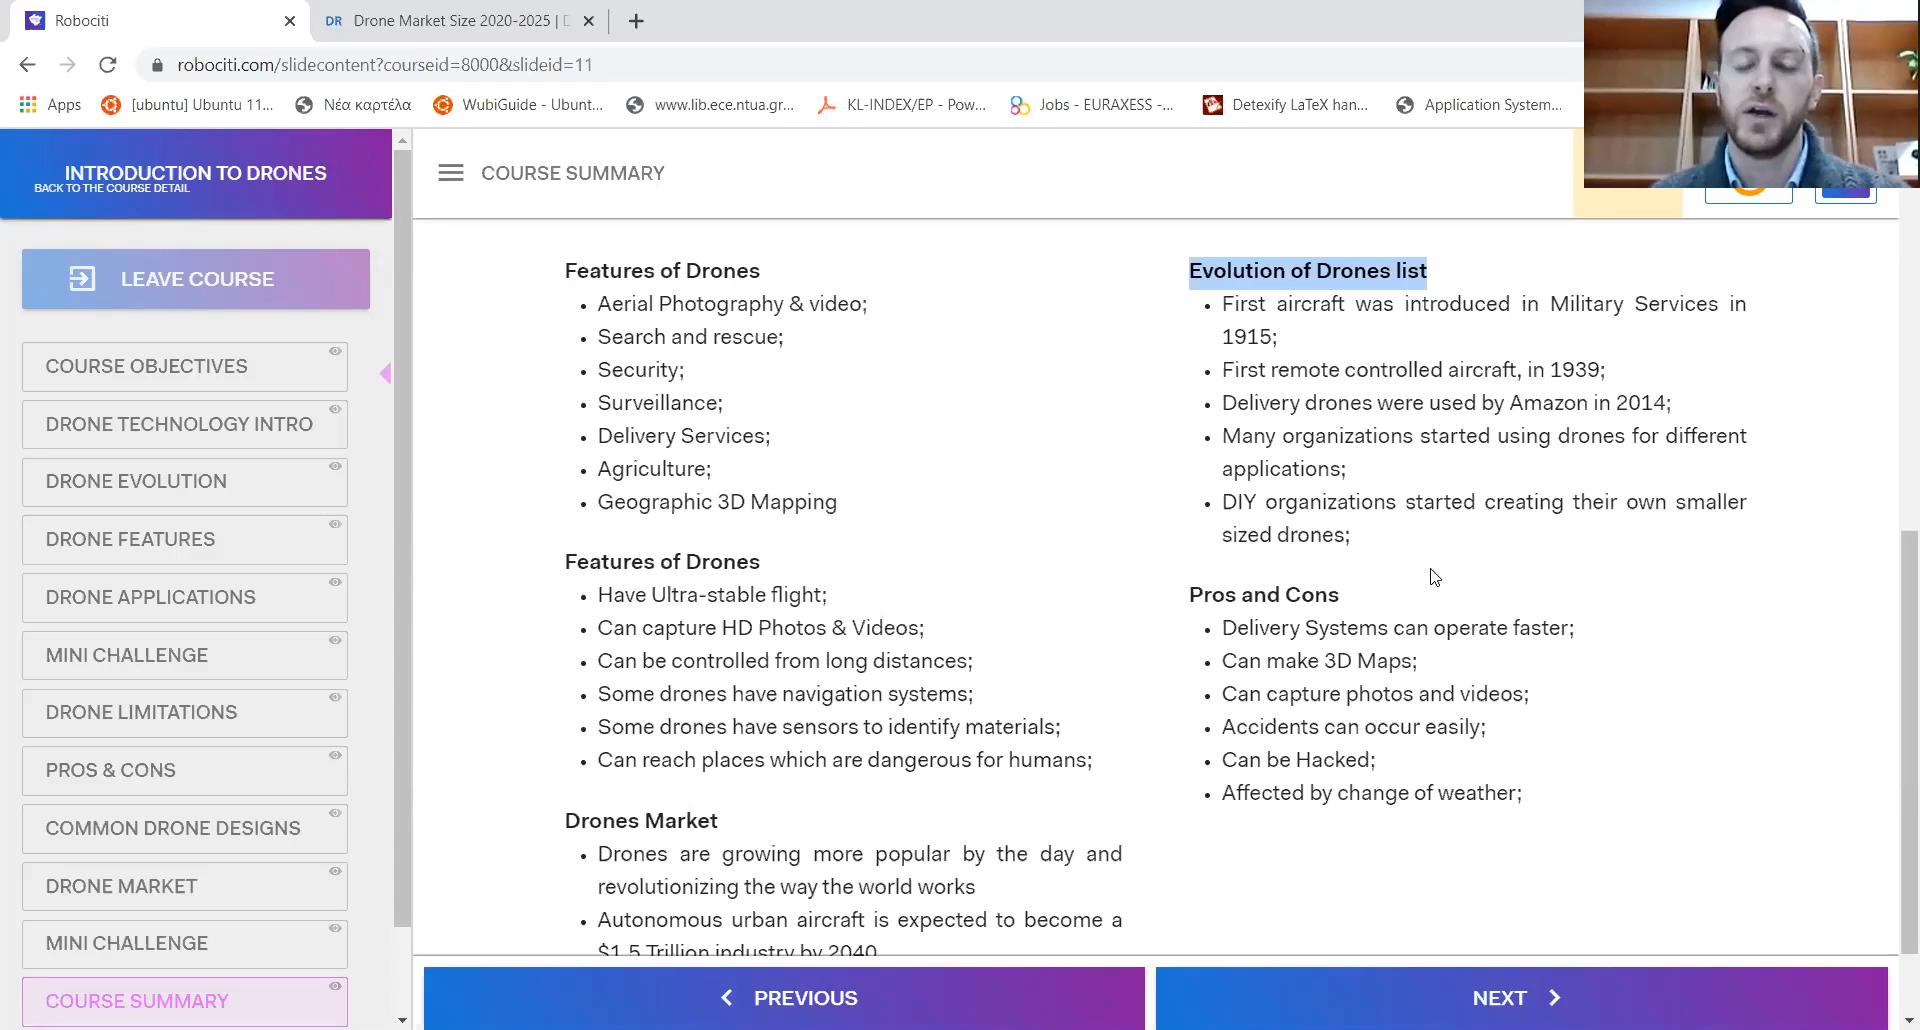 Robociti
DR Drone Market Size 2020-2025 |
robociti.com/slidecontent?courseid=8000&slideid=11
Apps
[ubuntu] Ubuntu 11...
Νέα καρτέλα
WubiGuide - Ubunt...
www.lib.ece.ntua.gr...
KL-INDEX/EP - Pow...
Jobs - EURAXESS -...
Detexify LaTeX han...
Application System...
INTRODUCTION TO DRONES
BACK TO THE COURSE DETAIL
LEAVE COURSE
COURSE OBJECTIVES
DRONE TECHNOLOGY INTRO
DRONE EVOLUTION
DRONE FEATURES
DRONE APPLICATIONS
MINI CHALLENGE
DRONE LIMITATIONS
PROS & CONS
COMMON DRONE DESIGNS
DRONE MARKET
MINI CHALLENGE
COURSE SUMMARY
COURSE SUMMARY
Features of Drones
• Aerial Photography & video;
• Search and rescue;
• Security;
• Surveillance;
• Delivery Services;
• Agriculture;
• Geographic 3D Mapping
Features of Drones
• Have Ultra-stable flight;
• Can capture HD Photos & Videos;
• Can be controlled from long distances;
• Some drones have navigation systems;
• Some drones have sensors to identify materials;
• Can reach places which are dangerous for humans;
Drones Market
• Drones are growing more popular by the day and
revolutionizing the way the world works
• Autonomous urban aircraft is expected to become a
$1.5 Trillion industry by 2040
Evolution of Drones list
• First aircraft was introduced in Military Services in
1915;
• First remote controlled aircraft, in 1939;
• Delivery drones were used by Amazon in 2014;
• Many organizations started using drones for different
applications;
• DIY organizations started creating their own smaller
sized drones;
Pros and Cons
• Delivery Systems can operate faster;
• Can make 3D Maps;
• Can capture photos and videos;
• Accidents can occur easily;
• Can be Hacked;
• Affected by change of weather;
PREVIOUS
NEXT